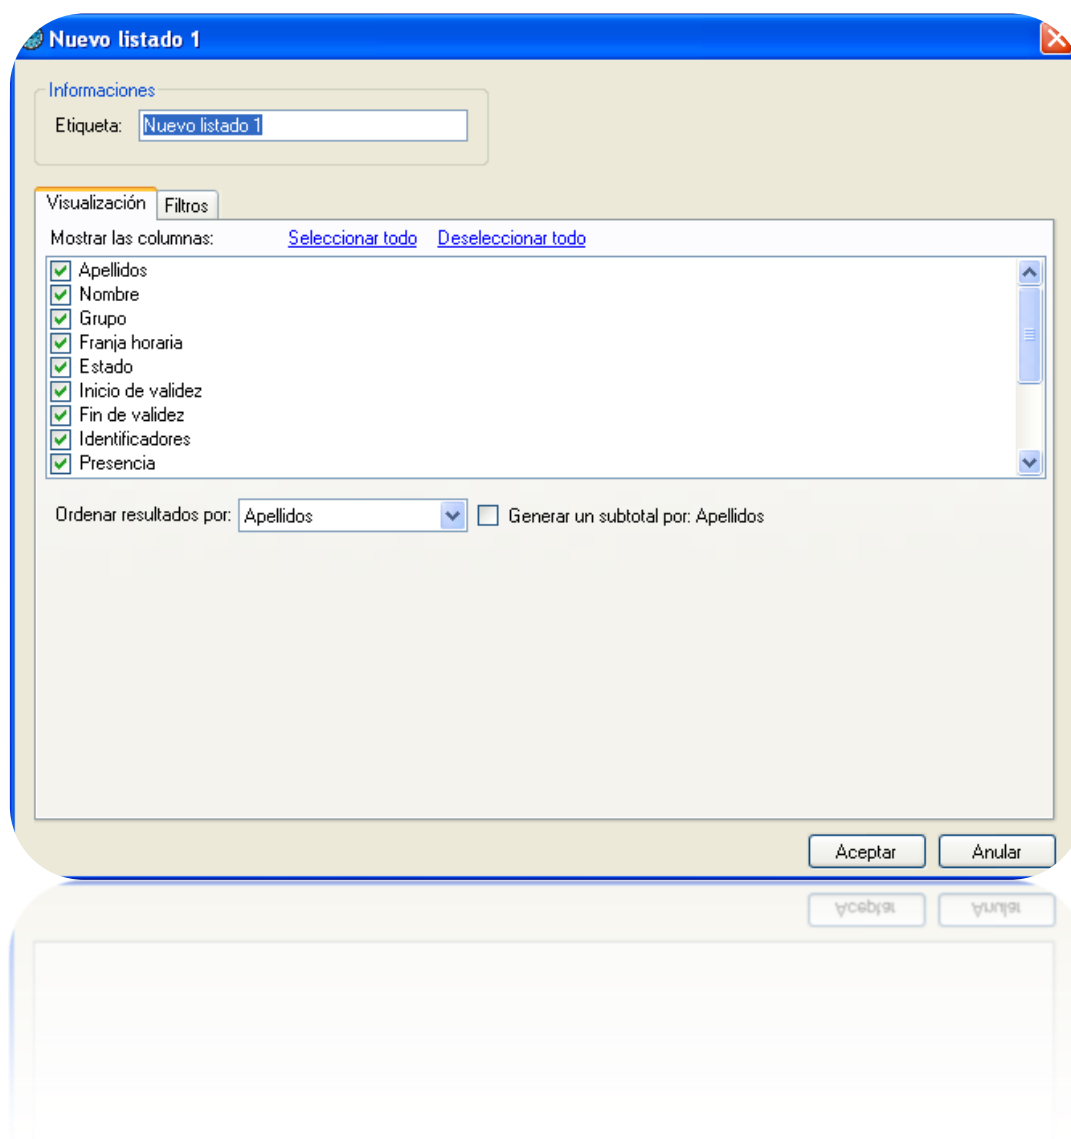 Nuevo listado 1
Informaciones
Etiqueta: Nuevo listado 1
Visualización Filtros
Mostrar las columnas: Seleccionar todo Deseleccionar todo
Apellidos
Nombre
Grupo
Franja horaria
Estado
Inicio de validez
Fin de validez
Identificadores
Presencia
Ordenar resultados por: Apellidos Generar un subtotal por: Apellidos
Aceptar Anular
Aceptar Anular